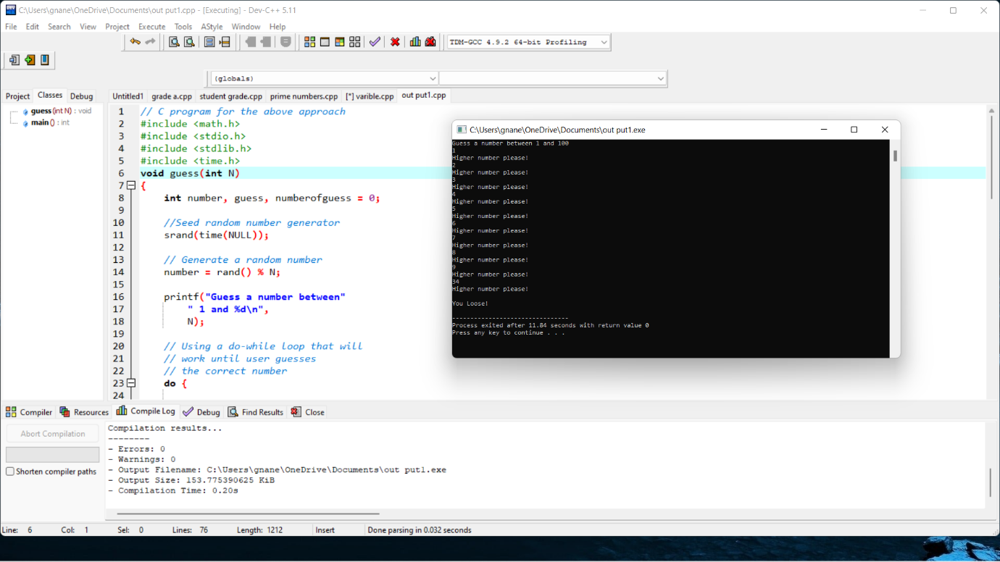 C:\Users\gnane\OneDrive\Documents\out put1.cpp - [Executing] - Dev-C++ 5.11
File Edit Search View Project Execute Tools AStyle Window Help
TDM-GCC 4.9.2 64-bit Profiling
(globals)
Project Classes Debug
Untitled1 grade a.cpp student grade.cpp prime numbers.cpp [*] varible.cpp out put1.cpp
guess (int N) : void
main () : int
1 // C program for the above approach
2 #include <math.h>
3 #include <stdio.h>
4 #include <stdlib.h>
5 #include <time.h>
6 void guess(int N)
7 {
8 int number, guess, numberofguess = 0;
9
10 //Seed random number generator
11 srand(time(NULL));
12
13 // Generate a random number
14 number = rand() % N;
15
16 printf("Guess a number between"
17 " 1 and %d\n",
18 N);
19
20 // Using a do-while loop that will
21 // work until user guesses
22 // the correct number
23 do {
24
C:\Users\gnane\OneDrive\Documents\out put1.exe
Guess a number between 1 and 100
1
Higher number please!
2
Higher number please!
3
Higher number please!
4
Higher number please!
5
Higher number please!
6
Higher number please!
7
Higher number please!
8
Higher number please!
9
Higher number please!
34
Higher number please!
You Loose!
--------------------------------
Process exited after 11.84 seconds with return value 0
Press any key to continue . . .
Compiler Resources Compile Log Debug Find Results Close
Abort Compilation
Shorten compiler paths
Compilation results...
--------
- Errors: 0
- Warnings: 0
- Output Filename: C:\Users\gnane\OneDrive\Documents\out put1.exe
- Output Size: 153.775390625 KiB
- Compilation Time: 0.20s
Line: 6 Col: 1 Sel: 0 Lines: 76 Length: 1212 Insert Done parsing in 0.032 seconds